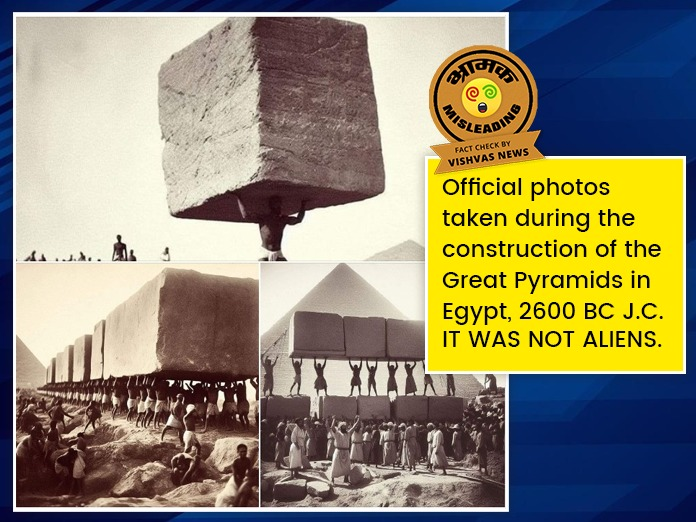 भ्रामक
MISLEADING
FACT CHECK BY
VISHVAS NEWS
Official photos
taken during the
construction of the
Great Pyramids in
Egypt, 2600 BC J.C.
IT WAS NOT ALIENS.